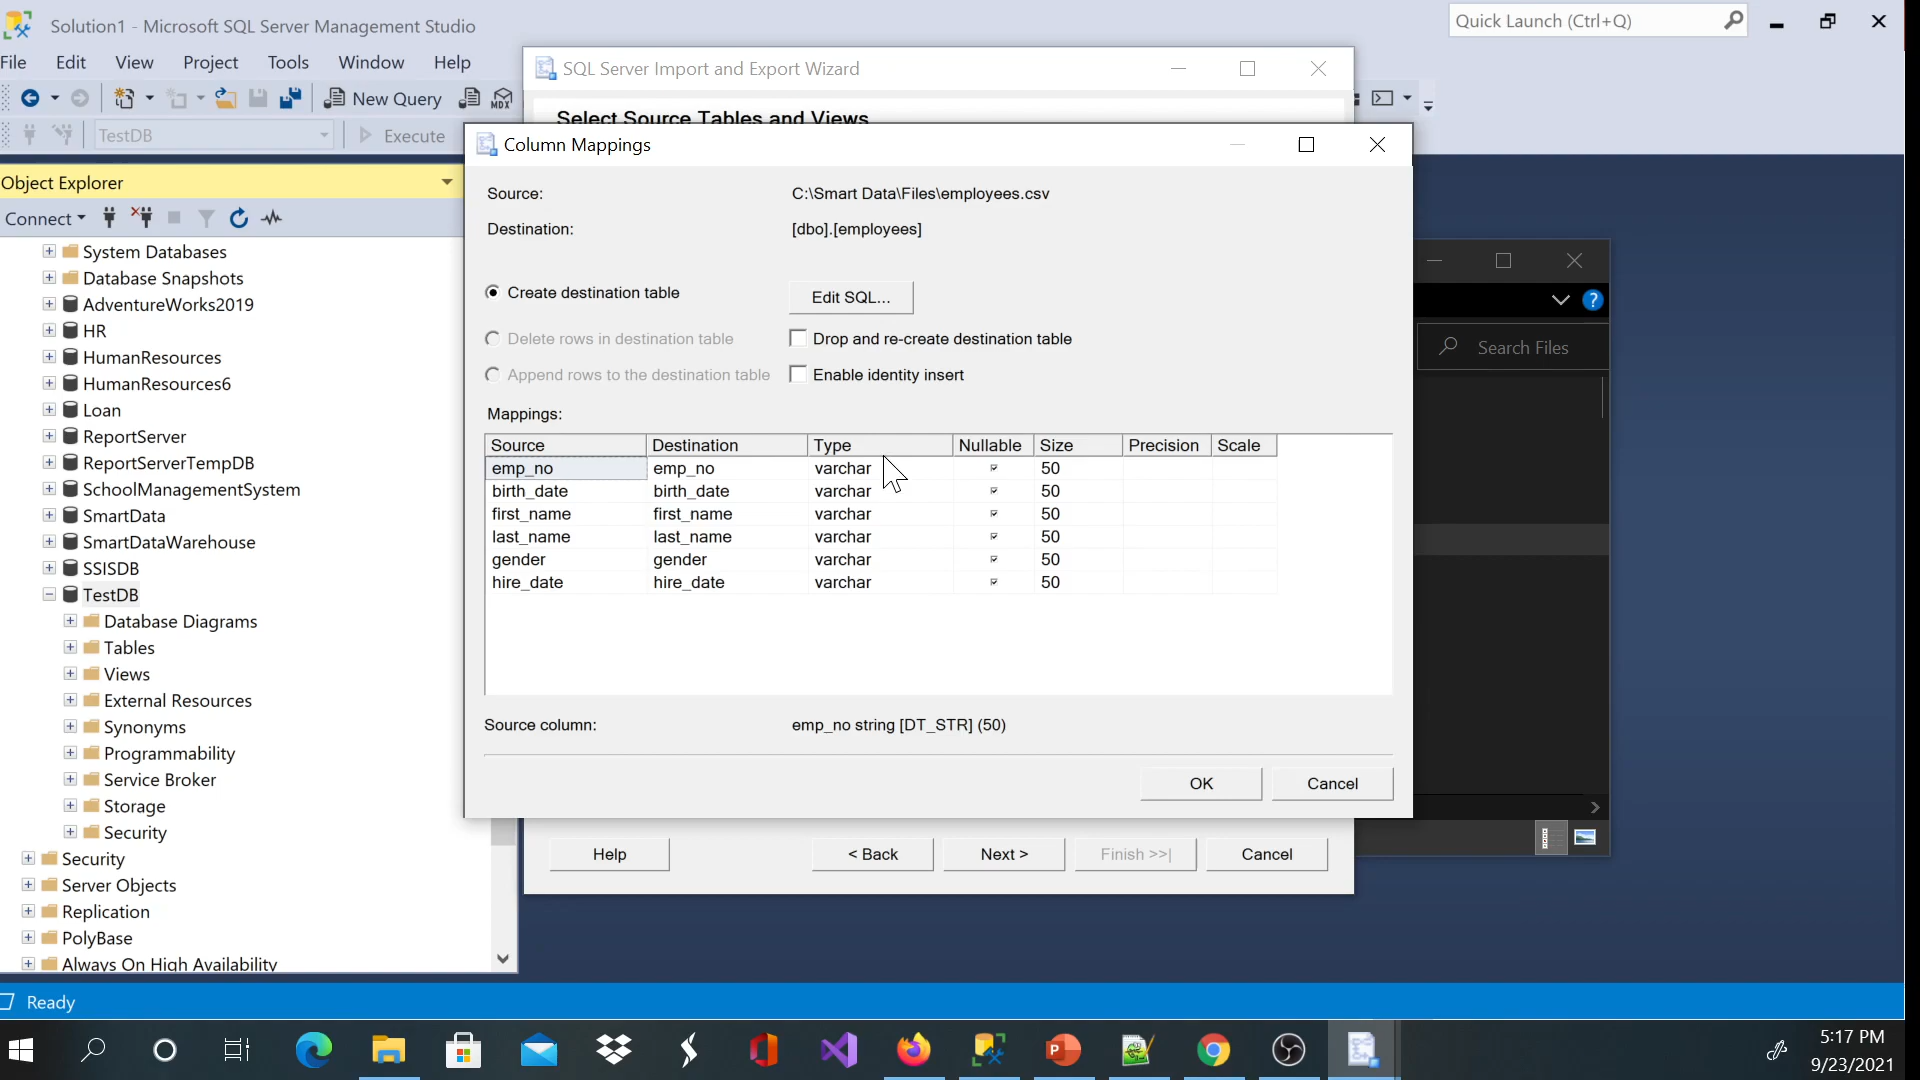 Solution1 - Microsoft SQL Server Management Studio
Quick Launch (Ctrl+Q)
File Edit View Project Tools Window Help
New Query
MDX
TestDB
Execute
SQL Server Import and Export Wizard
Select Source Tables and Views
Column Mappings
Source: C:\Smart Data\Files\employees.csv
Destination: [dbo].[employees]
Create destination table
Edit SQL...
Delete rows in destination table
Drop and re-create destination table
Append rows to the destination table
Enable identity insert
Mappings:
Source Destination Type Nullable Size Precision Scale
emp_no emp_no varchar 50
birth_date birth_date varchar 50
first_name first_name varchar 50
last_name last_name varchar 50
gender gender varchar 50
hire_date hire_date varchar 50
Source column: emp_no string [DT_STR] (50)
OK Cancel
Help < Back Next > Finish >>| Cancel
?
Search Files
Object Explorer
Connect
System Databases
Database Snapshots
AdventureWorks2019
HR
HumanResources
HumanResources6
Loan
ReportServer
ReportServerTempDB
SchoolManagementSystem
SmartData
SmartDataWarehouse
SSISDB
TestDB
Database Diagrams
Tables
Views
External Resources
Synonyms
Programmability
Service Broker
Storage
Security
Security
Server Objects
Replication
PolyBase
Always On High Availability
Ready
5:17 PM
9/23/2021